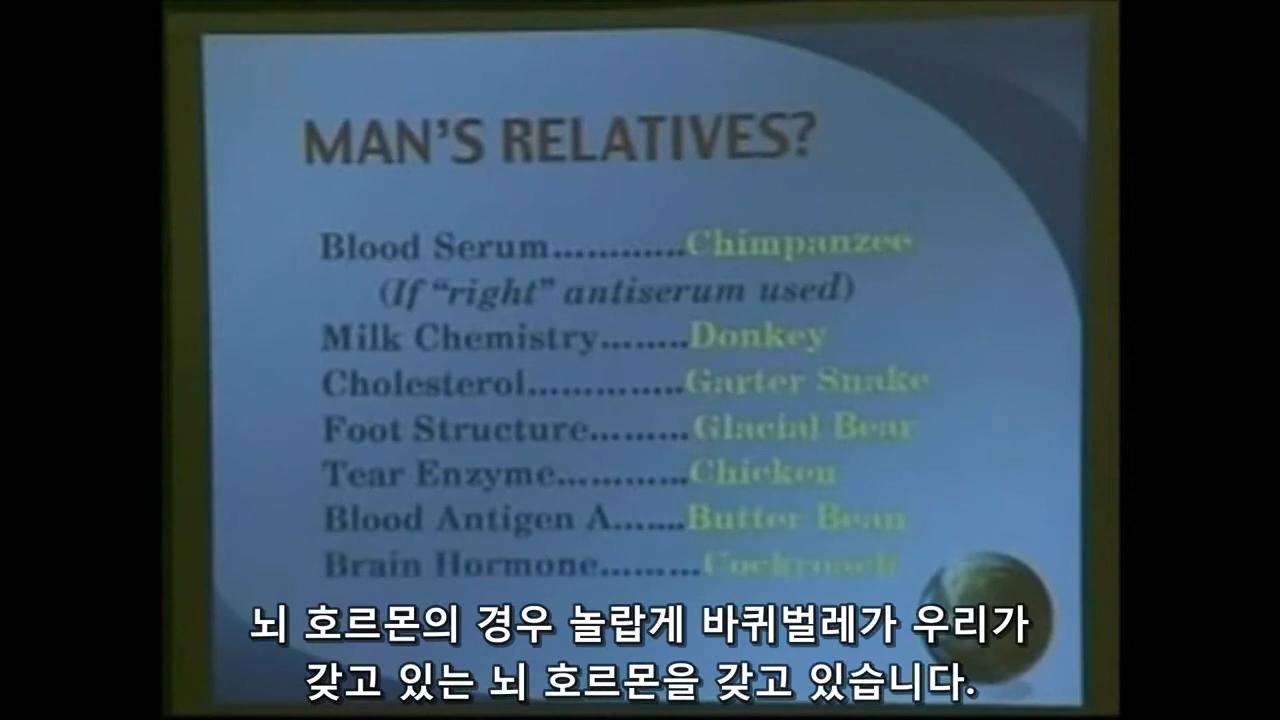 MAN'S RELATIVES?
Blood Serum............Chimpanzee
(If “right” antiserum used)
Milk Chemistry........Donkey
Cholesterol..............Garter Snake
Foot Structure.........Glacial Bear
Tear Enzyme............Chicken
Blood Antigen A.......Butter Bean
Brain Hormone.........Cockroach
뇌 호르몬의 경우 놀랍게 바퀴벌레가 우리가
갖고 있는 뇌 호르몬을 갖고 있습니다.